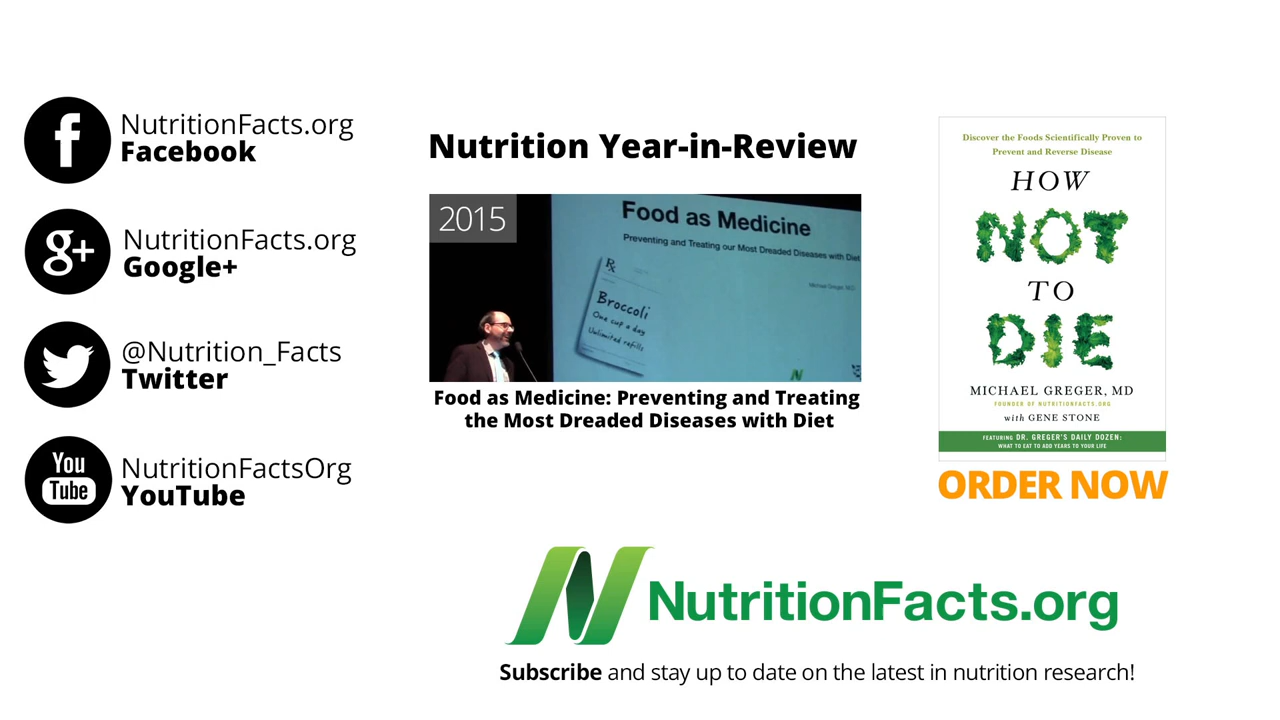 NutritionFacts.org
Facebook
NutritionFacts.org
Google+
@Nutrition_Facts
Twitter
You
Tube
NutritionFactsOrg
YouTube
Nutrition Year-in-Review
2015
Food as Medicine
Preventing and Treating our Most Dreaded Diseases with Diet
Michael Greger, M.D.
Broccoli
One cup a day
Unlimited refills
Food as Medicine: Preventing and Treating
the Most Dreaded Diseases with Diet
Discover the Foods Scientifically Proven to
Prevent and Reverse Disease
HOW
NOT
TO
DIE
MICHAEL GREGER, MD
FOUNDER OF NUTRITIONFACTS.ORG
with GENE STONE
FEATURING DR. GREGER'S DAILY DOZEN:
WHAT TO EAT TO ADD YEARS TO YOUR LIFE
ORDER NOW
NutritionFacts.org
Subscribe and stay up to date on the latest in nutrition research!